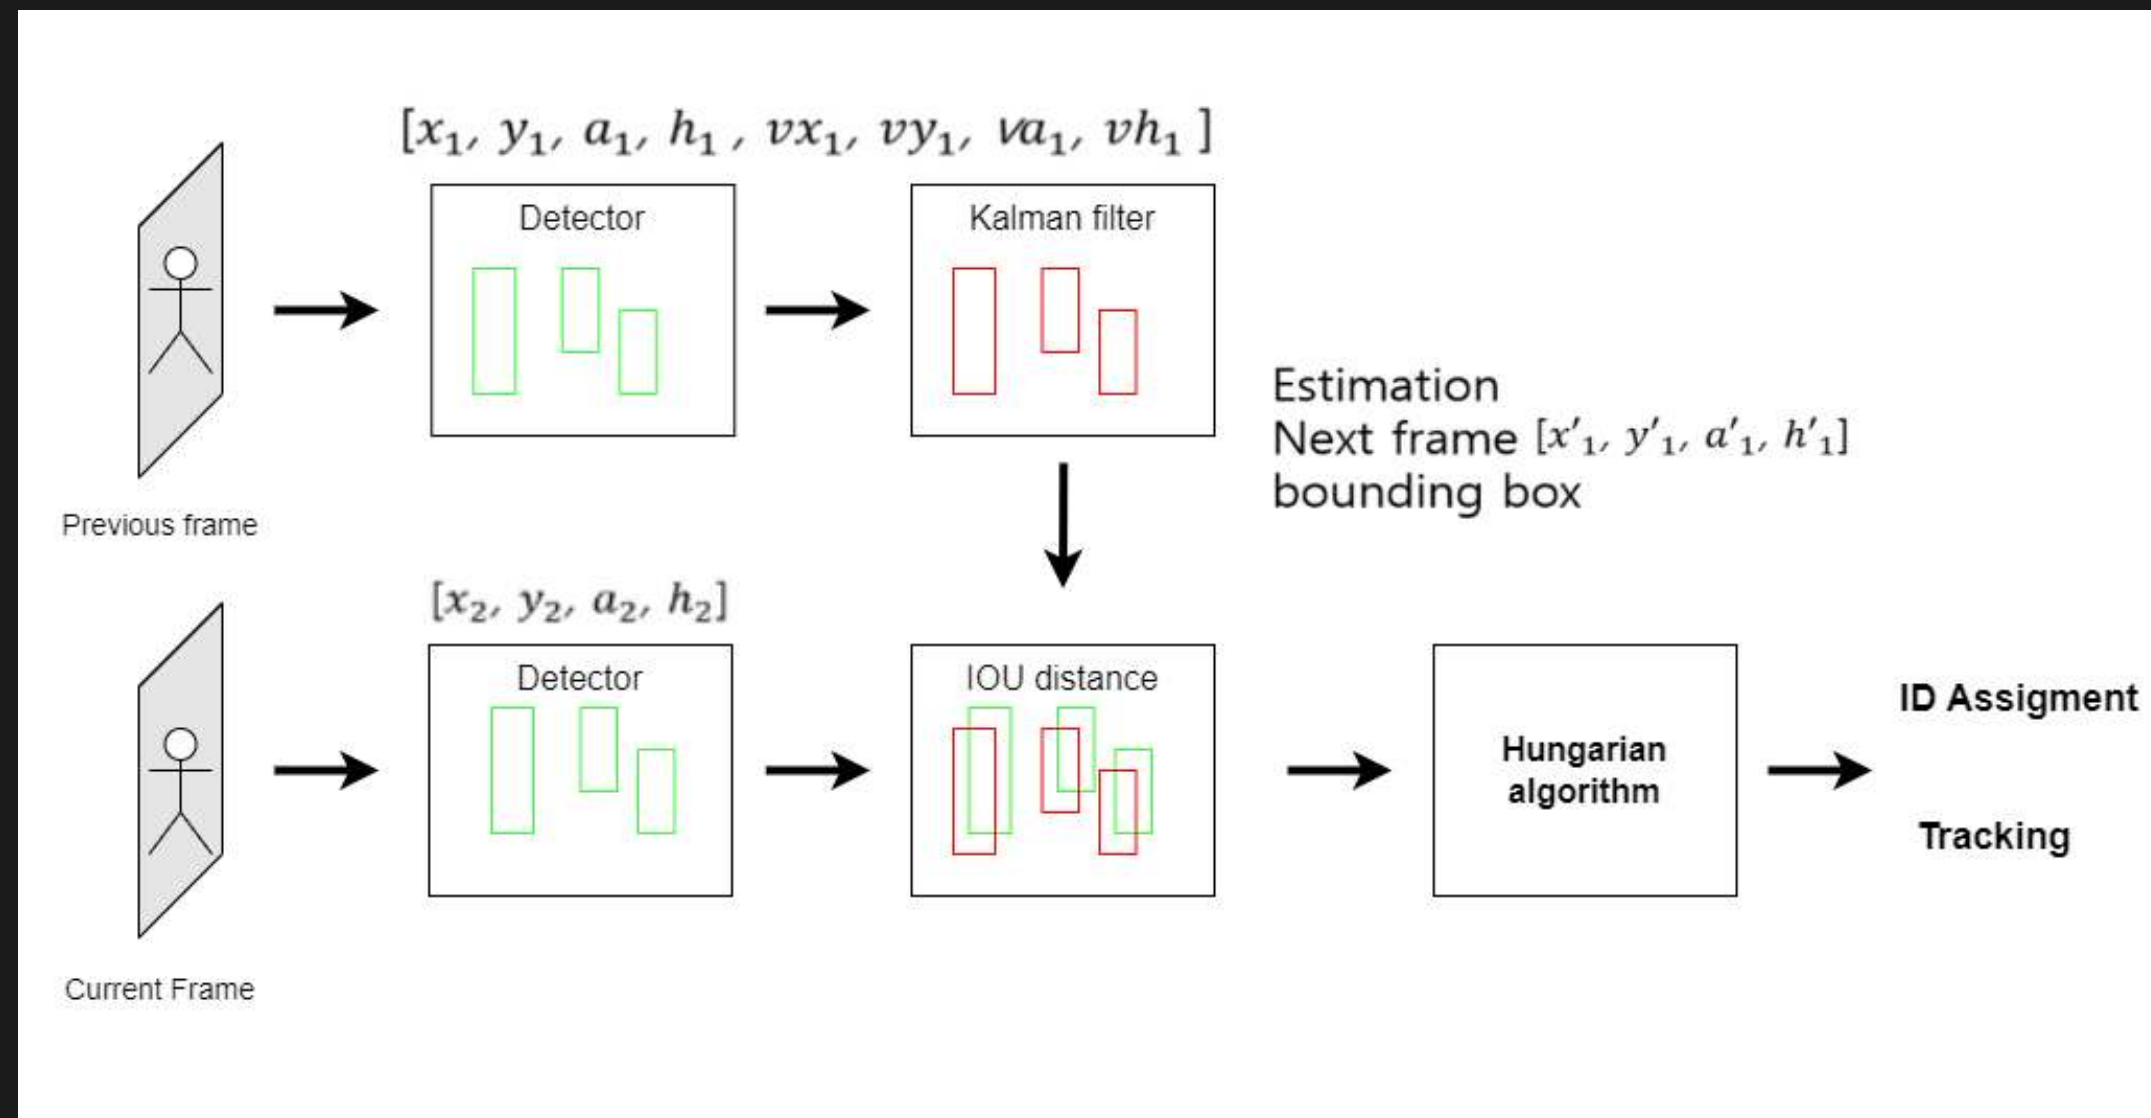 [x₁, y₁, a₁, h₁ , vx₁, vy₁, va₁, vh₁ ]
Detector
Kalman filter
Estimation
Next frame [x′₁, y′₁, a′₁, h′₁]
bounding box
Previous frame
[x₂, y₂, a₂, h₂]
Detector
IOU distance
Hungarian
algorithm
ID Assigment
Tracking
Current Frame